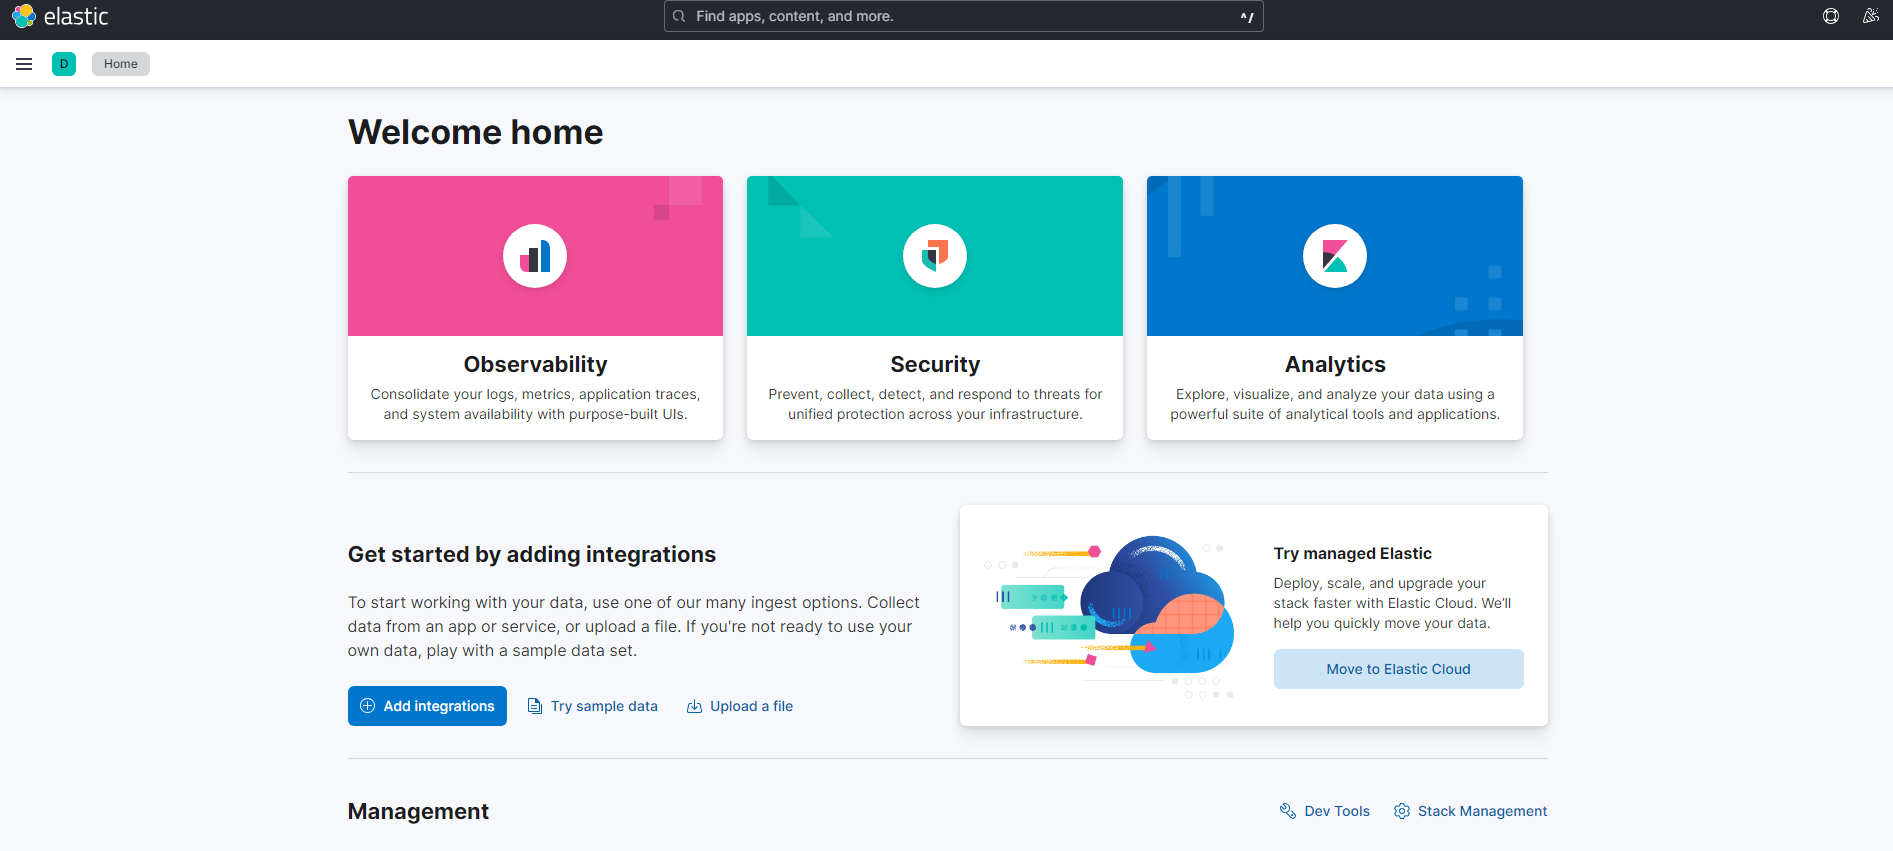 elastic
Find apps, content, and more.
^/
D
Home
Welcome home
Observability
Consolidate your logs, metrics, application traces,
and system availability with purpose-built UIs.
Security
Prevent, collect, detect, and respond to threats for
unified protection across your infrastructure.
Analytics
Explore, visualize, and analyze your data using a
powerful suite of analytical tools and applications.
Get started by adding integrations
To start working with your data, use one of our many ingest options. Collect
data from an app or service, or upload a file. If you're not ready to use your
own data, play with a sample data set.
Add integrations
Try sample data
Upload a file
Try managed Elastic
Deploy, scale, and upgrade your
stack faster with Elastic Cloud. We'll
help you quickly move your data.
Move to Elastic Cloud
Management
Dev Tools
Stack Management